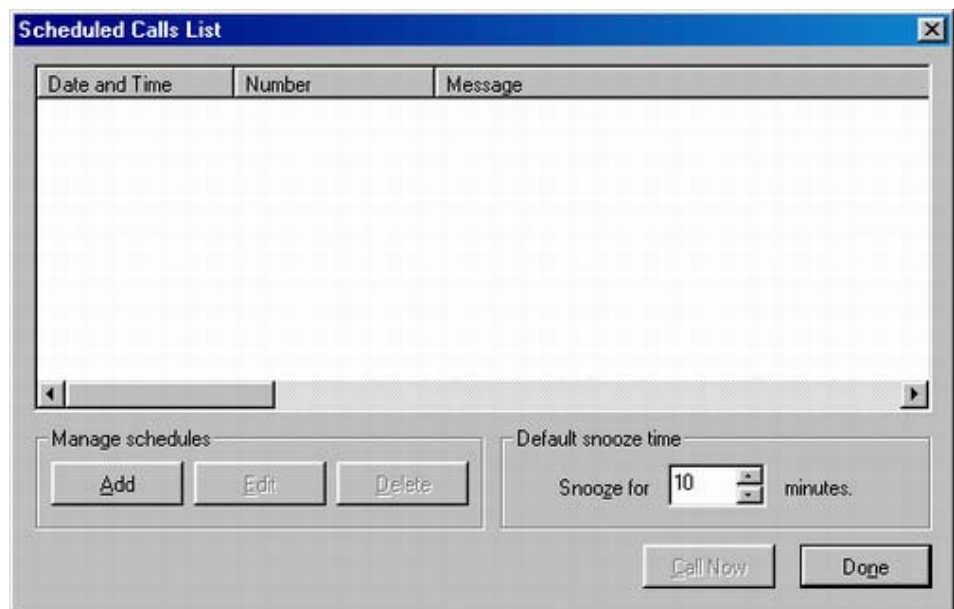 Scheduled Calls List
Date and Time Number Message
Manage schedules
Add Edit Delete
Default snooze time
Snooze for 10 minutes.
Call Now Done